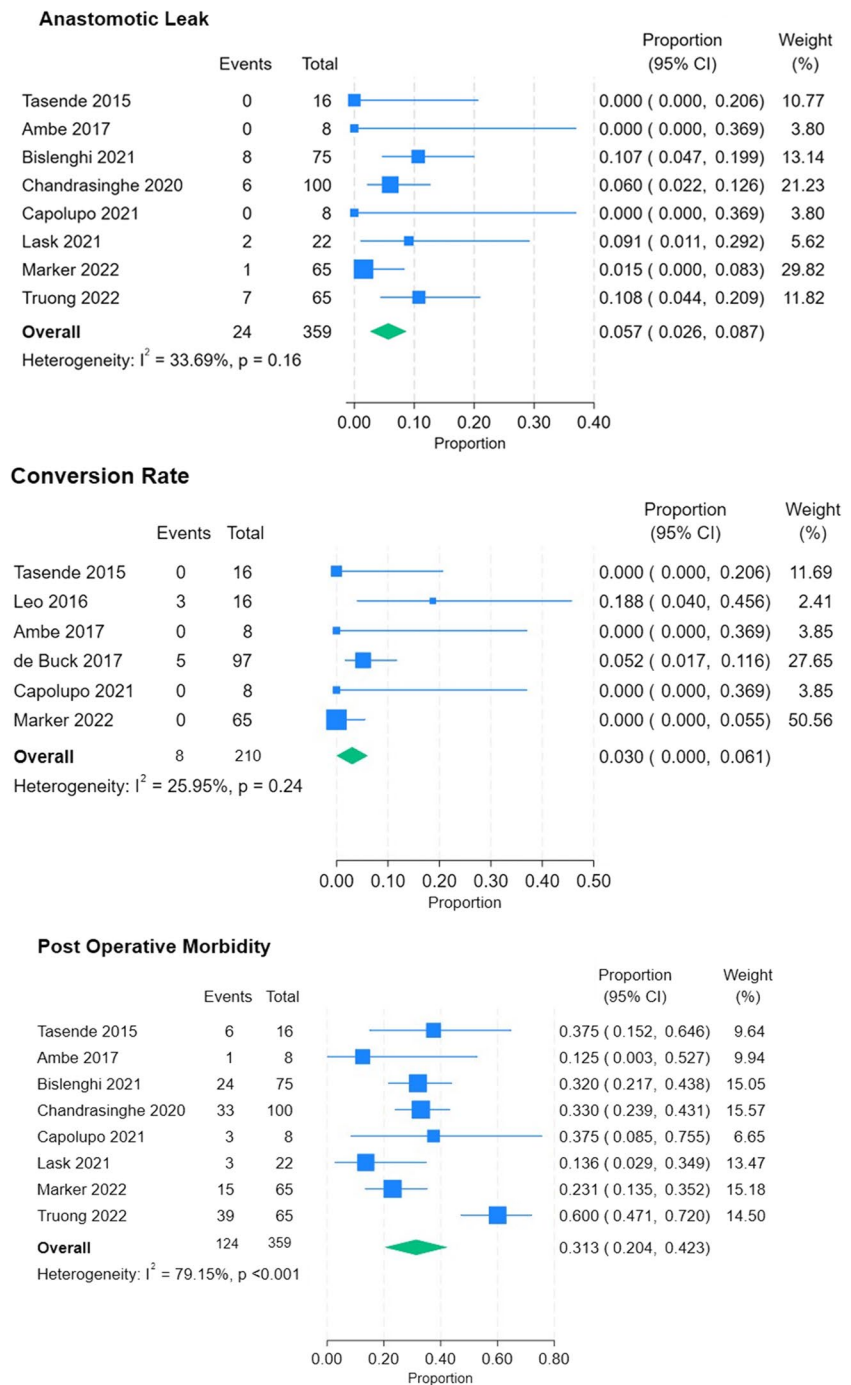 Anastomotic Leak
Proportion Weight
Events Total (95% CI) (%)
Tasende 2015 0 16 0.000 ( 0.000, 0.206) 10.77
Ambe 2017 0 8 0.000 ( 0.000, 0.369) 3.80
Bislenghi 2021 8 75 0.107 ( 0.047, 0.199) 13.14
Chandrasinghe 2020 6 100 0.060 ( 0.022, 0.126) 21.23
Capolupo 2021 0 8 0.000 ( 0.000, 0.369) 3.80
Lask 2021 2 22 0.091 ( 0.011, 0.292) 5.62
Marker 2022 1 65 0.015 ( 0.000, 0.083) 29.82
Truong 2022 7 65 0.108 ( 0.044, 0.209) 11.82
Overall 24 359 0.057 ( 0.026, 0.087)
Heterogeneity: I² = 33.69%, p = 0.16
0.00 0.10 0.20 0.30 0.40
Proportion
Conversion Rate
Proportion Weight
Events Total (95% CI) (%)
Tasende 2015 0 16 0.000 ( 0.000, 0.206) 11.69
Leo 2016 3 16 0.188 ( 0.040, 0.456) 2.41
Ambe 2017 0 8 0.000 ( 0.000, 0.369) 3.85
de Buck 2017 5 97 0.052 ( 0.017, 0.116) 27.65
Capolupo 2021 0 8 0.000 ( 0.000, 0.369) 3.85
Marker 2022 0 65 0.000 ( 0.000, 0.055) 50.56
Overall 8 210 0.030 ( 0.000, 0.061)
Heterogeneity: I² = 25.95%, p = 0.24
0.00 0.10 0.20 0.30 0.40 0.50
Proportion
Post Operative Morbidity
Proportion Weight
Events Total (95% CI) (%)
Tasende 2015 6 16 0.375 ( 0.152, 0.646) 9.64
Ambe 2017 1 8 0.125 ( 0.003, 0.527) 9.94
Bislenghi 2021 24 75 0.320 ( 0.217, 0.438) 15.05
Chandrasinghe 2020 33 100 0.330 ( 0.239, 0.431) 15.57
Capolupo 2021 3 8 0.375 ( 0.085, 0.755) 6.65
Lask 2021 3 22 0.136 ( 0.029, 0.349) 13.47
Marker 2022 15 65 0.231 ( 0.135, 0.352) 15.18
Truong 2022 39 65 0.600 ( 0.471, 0.720) 14.50
Overall 124 359 0.313 ( 0.204, 0.423)
Heterogeneity: I² = 79.15%, p <0.001
0.00 0.20 0.40 0.60 0.80
Proportion